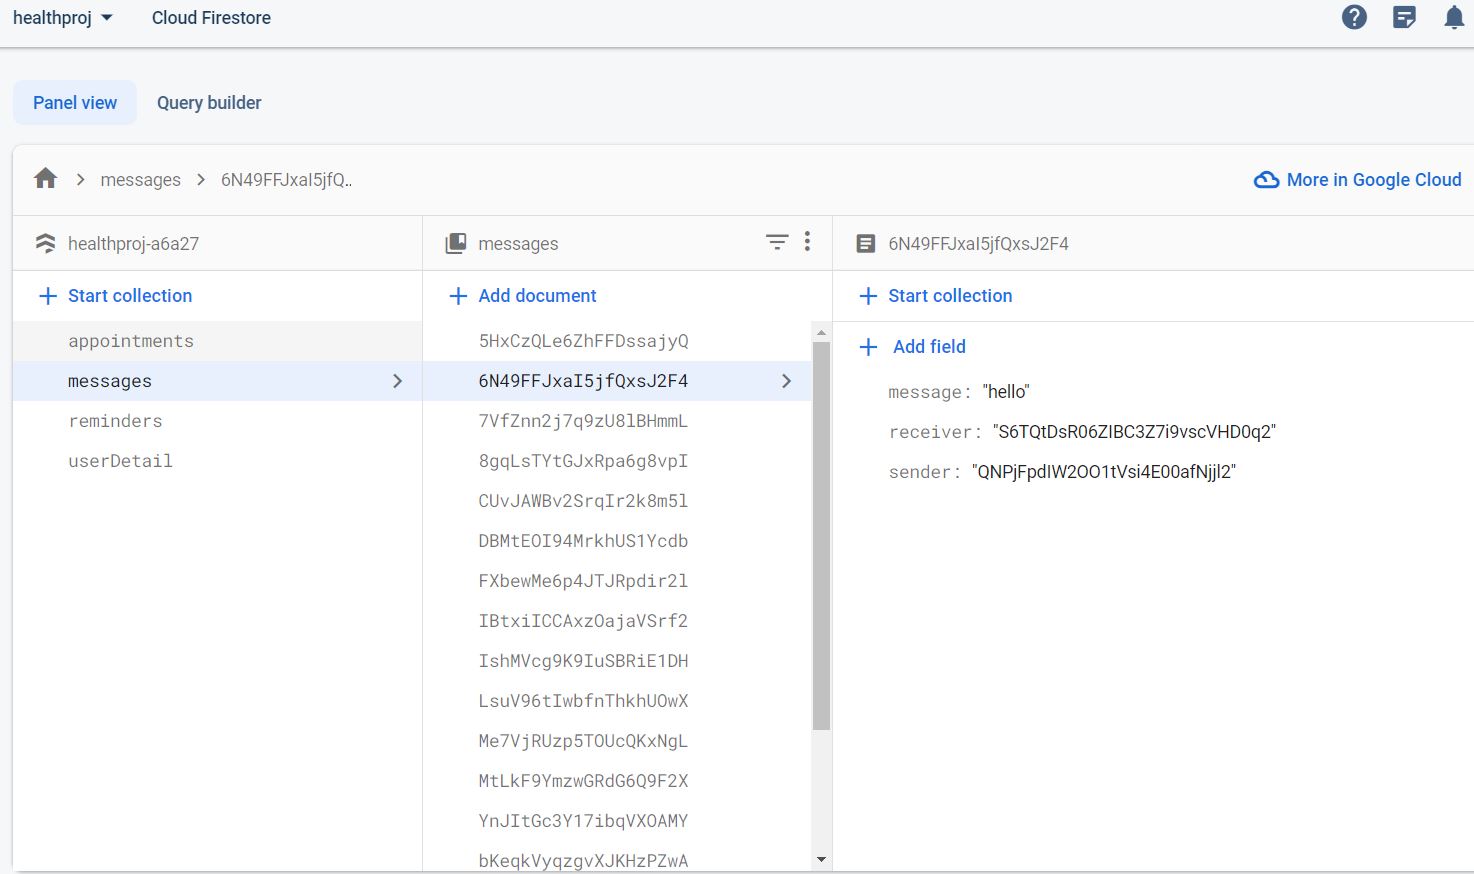 healthproj Cloud Firestore
Panel view Query builder
messages 6N49FFJxaI5jfQ..
More in Google Cloud
healthproj-a6a27
Start collection
appointments
messages
reminders
userDetail
messages
Add document
5HxCzQLe6ZhFFDssajyQ
6N49FFJxaI5jfQxsJ2F4
7VfZnn2j7q9zU8lBHmmL
8gqLsTYtGJxRpa6g8vpI
CUvJAWBv2SrqIr2k8m5l
DBMtEOI94MrkhUS1Ycdb
FXbewMe6p4JTJRpdir2l
IBtxiICCAxzOajaVSrf2
IshMVcg9K9IuSBRiE1DH
LsuV96tIwbfnThkhUOwX
Me7VjRUzp5TOUcQKxNgL
MtLkF9YmzwGRdG6Q9F2X
YnJItGc3Y17ibqVXOAMY
bKeqkVyqzgvXJKHzPZwA
6N49FFJxaI5jfQxsJ2F4
Start collection
Add field
message: "hello"
receiver: "S6TQtDsR06ZIBC3Z7i9vscVHD0q2"
sender: "QNPjFpdIW2OO1tVsi4E00afNjjl2"